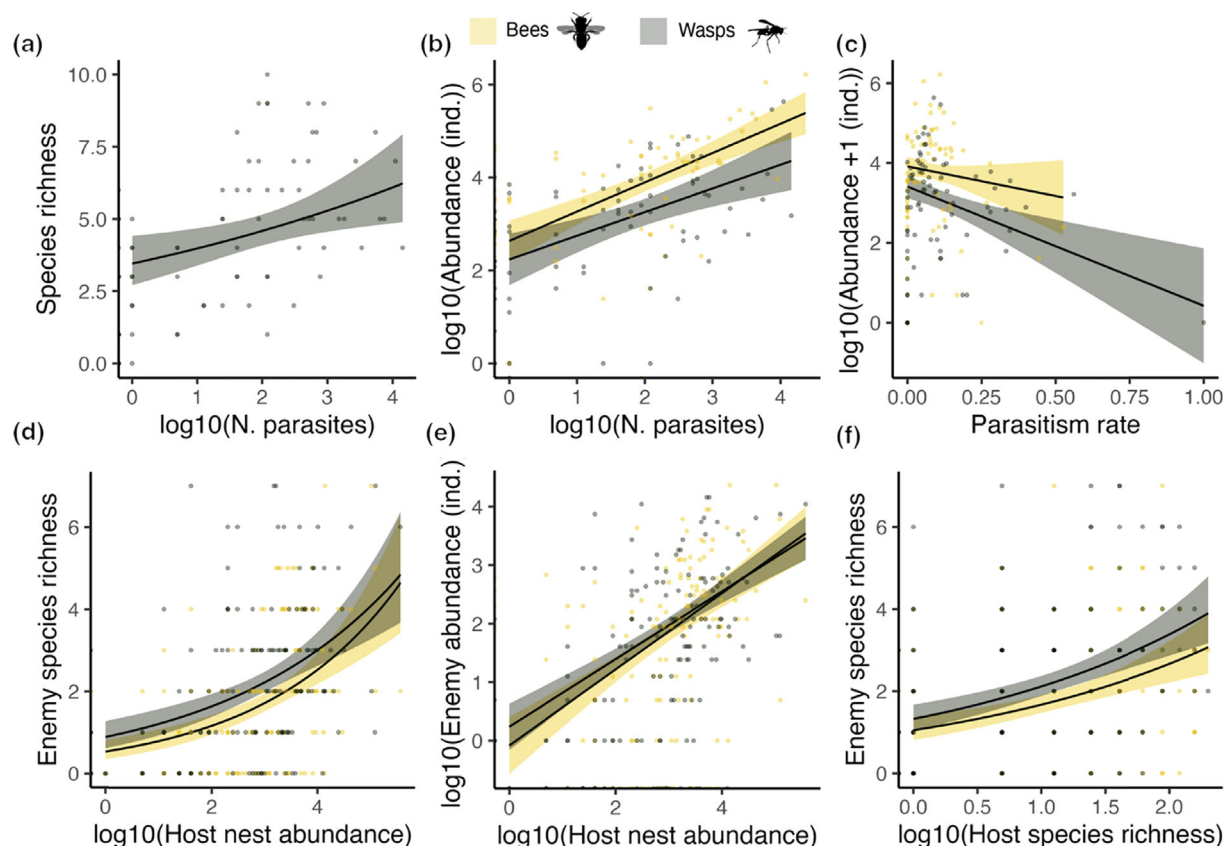 Bees
Wasps
(a)
(b)
(c)
Species richness
10.0
7.5
5.0
2.5
0.0
0
1
2
3
4
log10(N. parasites)
log10(Abundance (ind.))
6
4
2
0
0
1
2
3
4
log10(N. parasites)
log10(Abundance +1 (ind.))
6
4
2
0
0.00
0.25
0.50
0.75
1.00
Parasitism rate
(d)
(e)
(f)
Enemy species richness
6
4
2
0
0
2
4
log10(Host nest abundance)
log10(Enemy abundance (ind.)
4
3
2
1
0
0
2
4
log10(Host nest abundance)
Enemy species richness
6
4
2
0
0.0
0.5
1.0
1.5
2.0
log10(Host species richness)